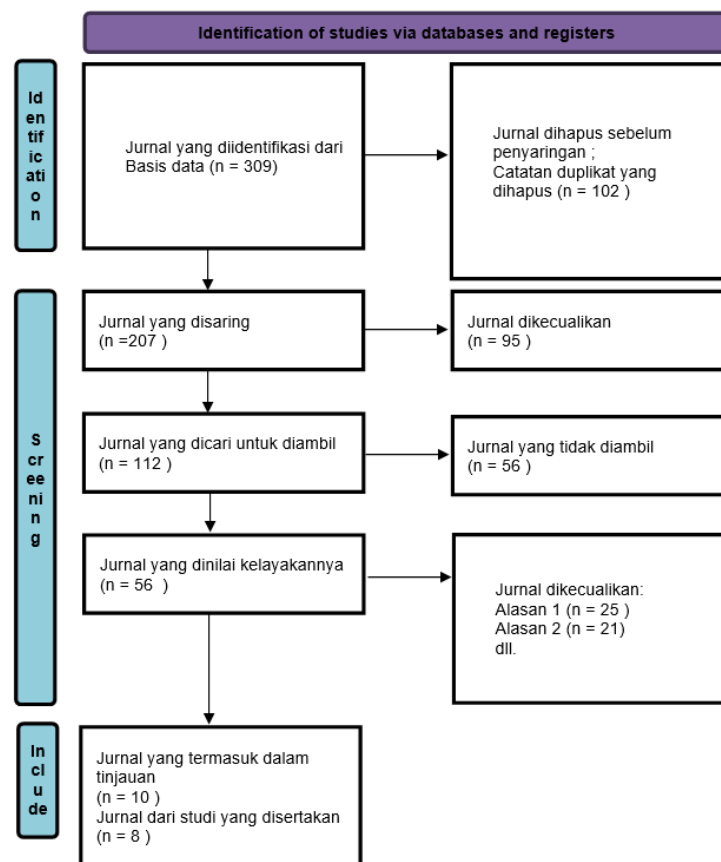 Identification of studies via databases and registers
Id
en
tif
ic
ati
o
n
Jurnal yang diidentifikasi dari
Basis data (n = 309)
Jurnal dihapus sebelum
penyaringan ;
Catatan duplikat yang
dihapus (n = 102 )
S
cr
ee
ni
n
g
Jurnal yang disaring
(n =207 )
Jurnal dikecualikan
(n = 95 )
Jurnal yang dicari untuk diambil
(n = 112 )
Jurnal yang tidak diambil
(n = 56 )
Jurnal yang dinilai kelayakannya
(n = 56 )
Jurnal dikecualikan:
Alasan 1 (n = 25 )
Alasan 2 (n = 21)
dll.
In
cl
u
de
Jurnal yang termasuk dalam
tinjauan
(n = 10 )
Jurnal dari studi yang disertakan
(n = 8 )